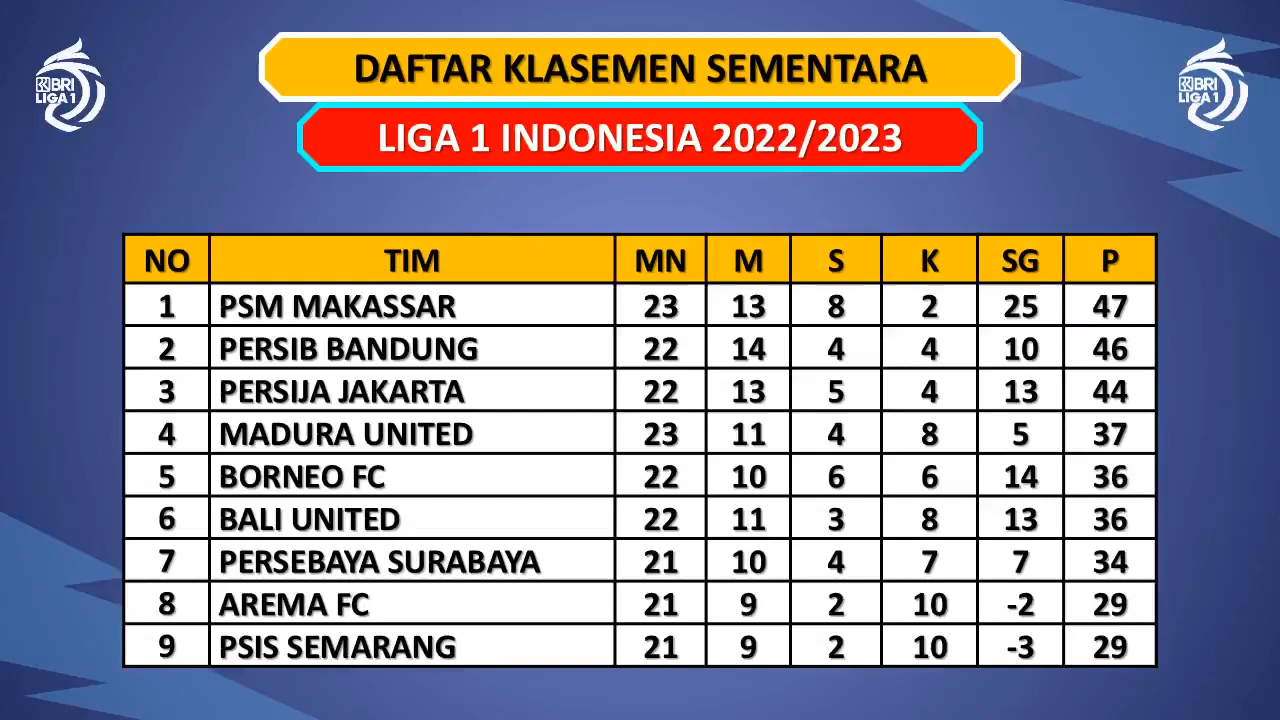 DAFTAR KLASEMEN SEMENTARA
LIGA 1 INDONESIA 2022/2023
BRI
LIGA 1
BRI
LIGA 1
NO TIM MN M S K SG P
1 PSM MAKASSAR 23 13 8 2 25 47
2 PERSIB BANDUNG 22 14 4 4 10 46
3 PERSIJA JAKARTA 22 13 5 4 13 44
4 MADURA UNITED 23 11 4 8 5 37
5 BORNEO FC 22 10 6 6 14 36
6 BALI UNITED 22 11 3 8 13 36
7 PERSEBAYA SURABAYA 21 10 4 7 7 34
8 AREMA FC 21 9 2 10 -2 29
9 PSIS SEMARANG 21 9 2 10 -3 29